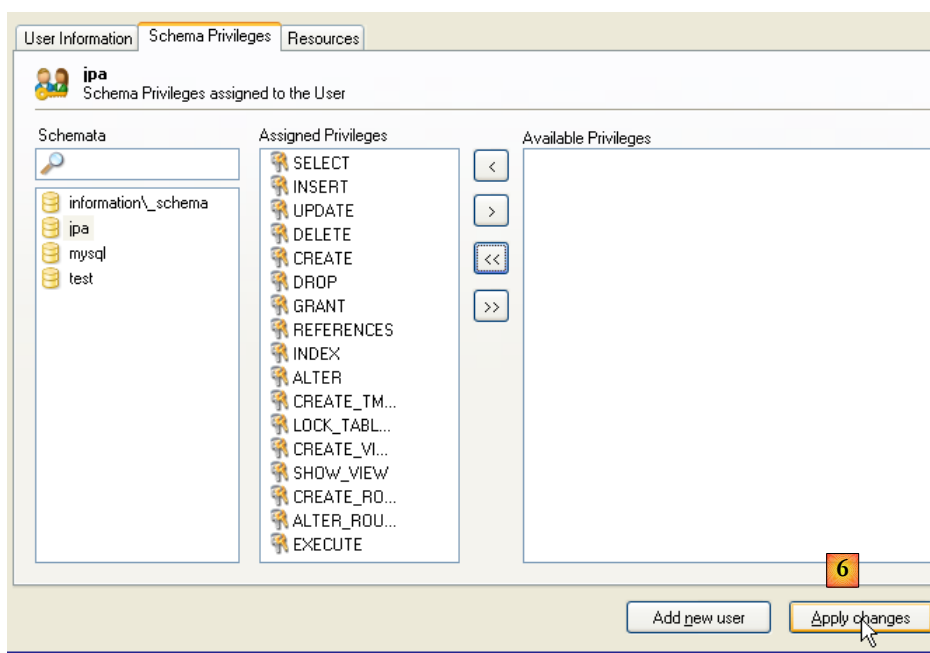 User Information Schema Privileges Resources
jpa
Schema Privileges assigned to the User
Schemata
information\_schema
jpa
mysql
test
Assigned Privileges
SELECT
INSERT
UPDATE
DELETE
CREATE
DROP
GRANT
REFERENCES
INDEX
ALTER
CREATE_TM...
LOCK_TABL...
CREATE_VI...
SHOW_VIEW
CREATE_RO...
ALTER_ROU...
EXECUTE
<
>
<<
>>
Available Privileges
6
Add new user Apply changes